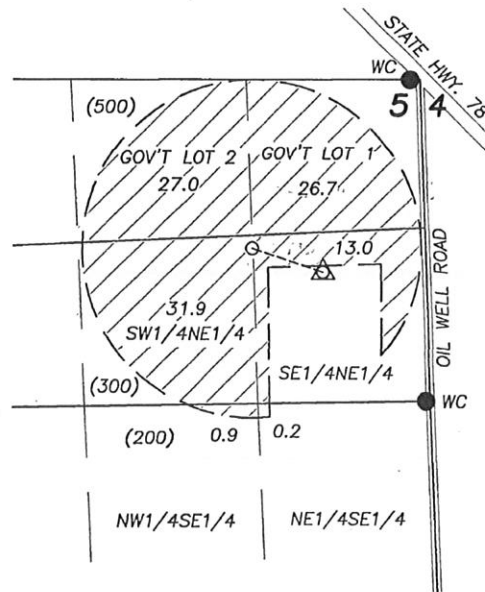 STATE HWY. 78
WC
5 4
(500)
GOV'T LOT 2
27.0
GOV'T LOT 1
26.7
13.0
OIL WELL ROAD
31.9
SW1/4NE1/4
SE1/4NE1/4
(300)
WC
(200)
0.9
0.2
NW1/4SE1/4
NE1/4SE1/4